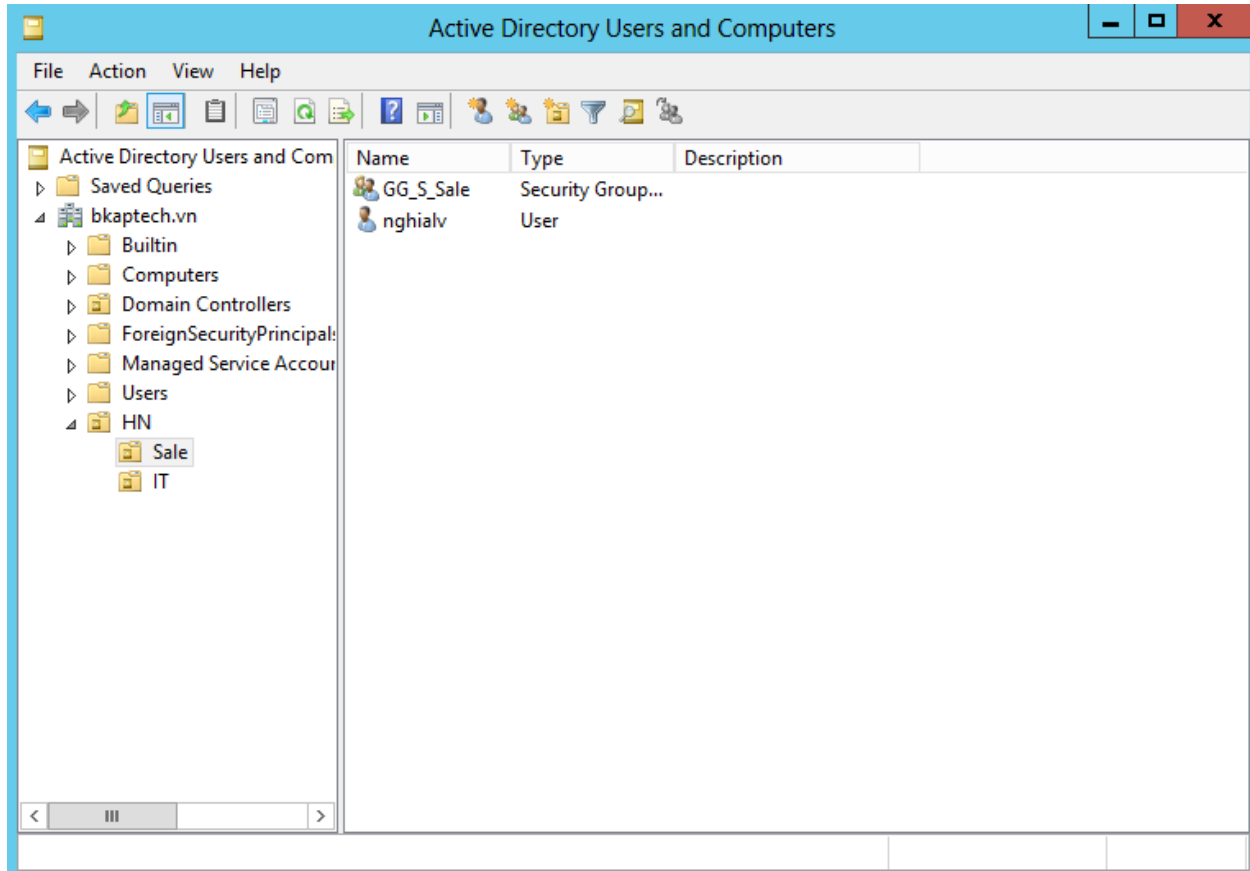 Active Directory Users and Computers
File Action View Help
Active Directory Users and Com
Saved Queries
bkaptech.vn
Builtin
Computers
Domain Controllers
ForeignSecurityPrincipals
Managed Service Accour
Users
HN
Sale
IT
Name Type Description
GG_S_Sale Security Group...
nghialv User